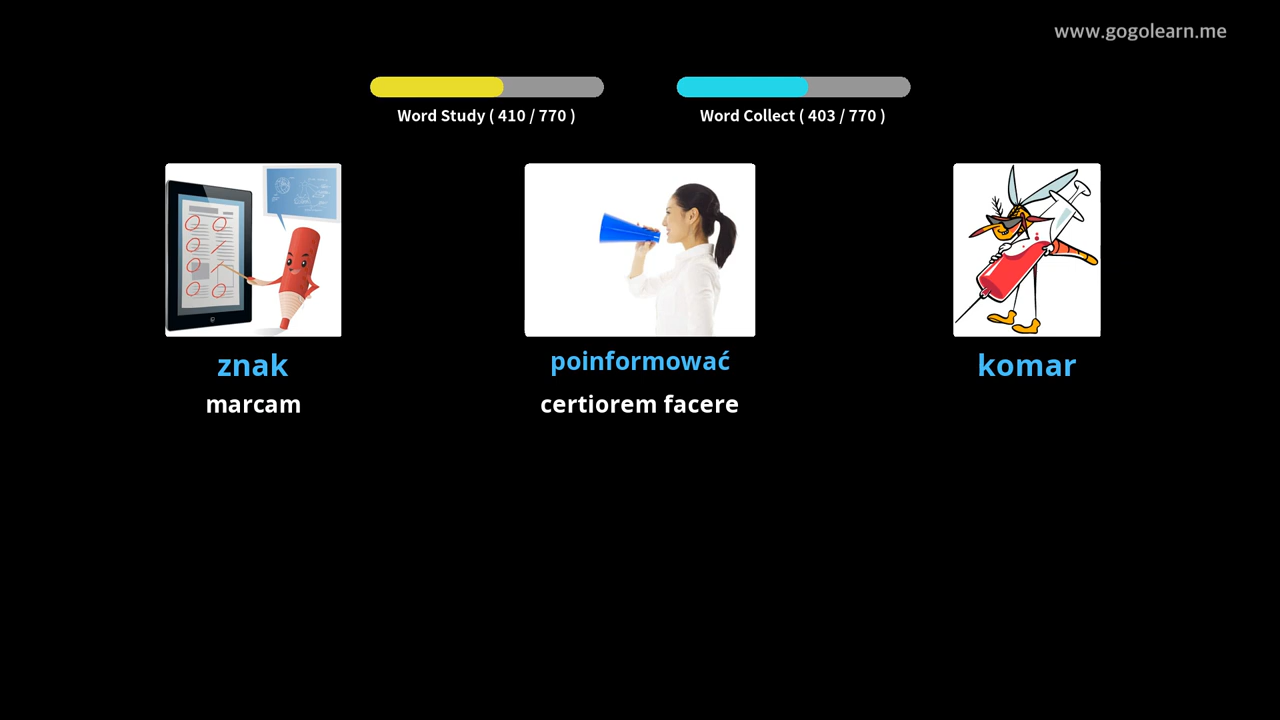 www.gogolearn.me
Word Study ( 410 / 770 )
Word Collect ( 403 / 770 )
znak
poinformować
komar
marcam
certiorem facere